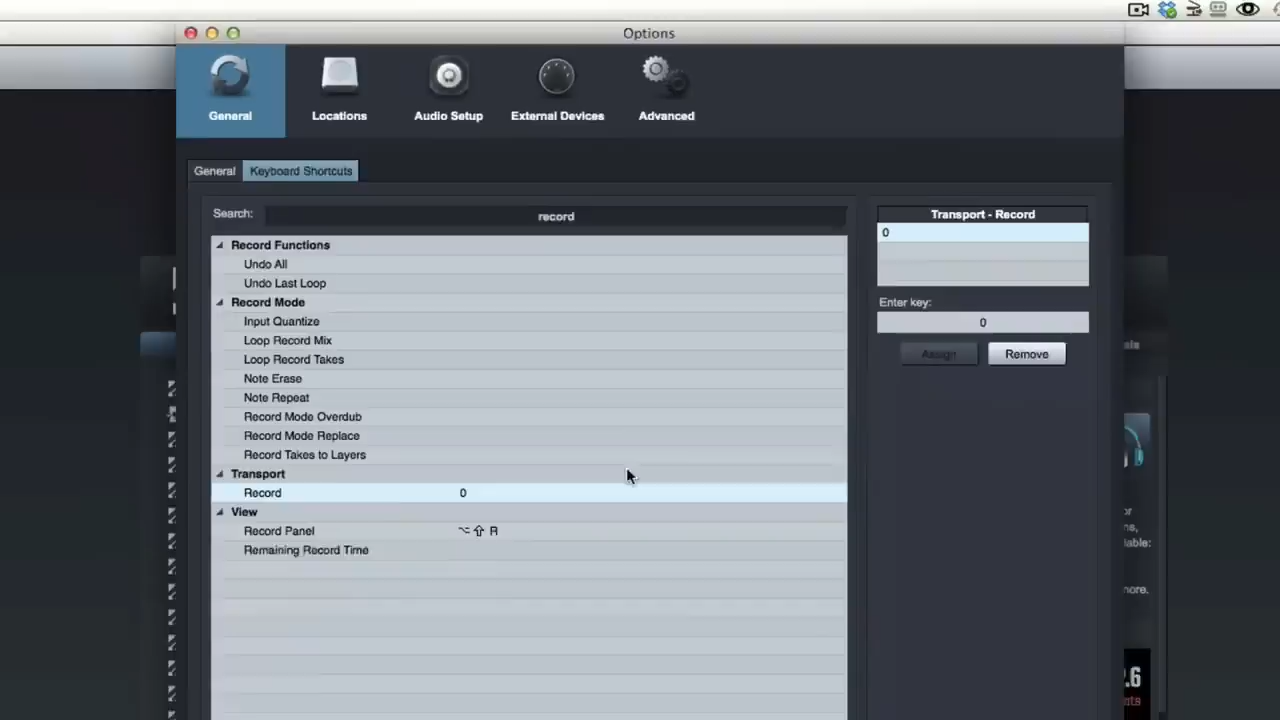 Options
General
Locations
Audio Setup
External Devices
Advanced
General
Keyboard Shortcuts
Search:
record
Record Functions
Undo All
Undo Last Loop
Record Mode
Input Quantize
Loop Record Mix
Loop Record Takes
Note Erase
Note Repeat
Record Mode Overdub
Record Mode Replace
Record Takes to Layers
Transport
Record 0
View
Record Panel ⌥⇧ R
Remaining Record Time
Transport - Record
0
Enter key:
0
Assign
Remove
more.